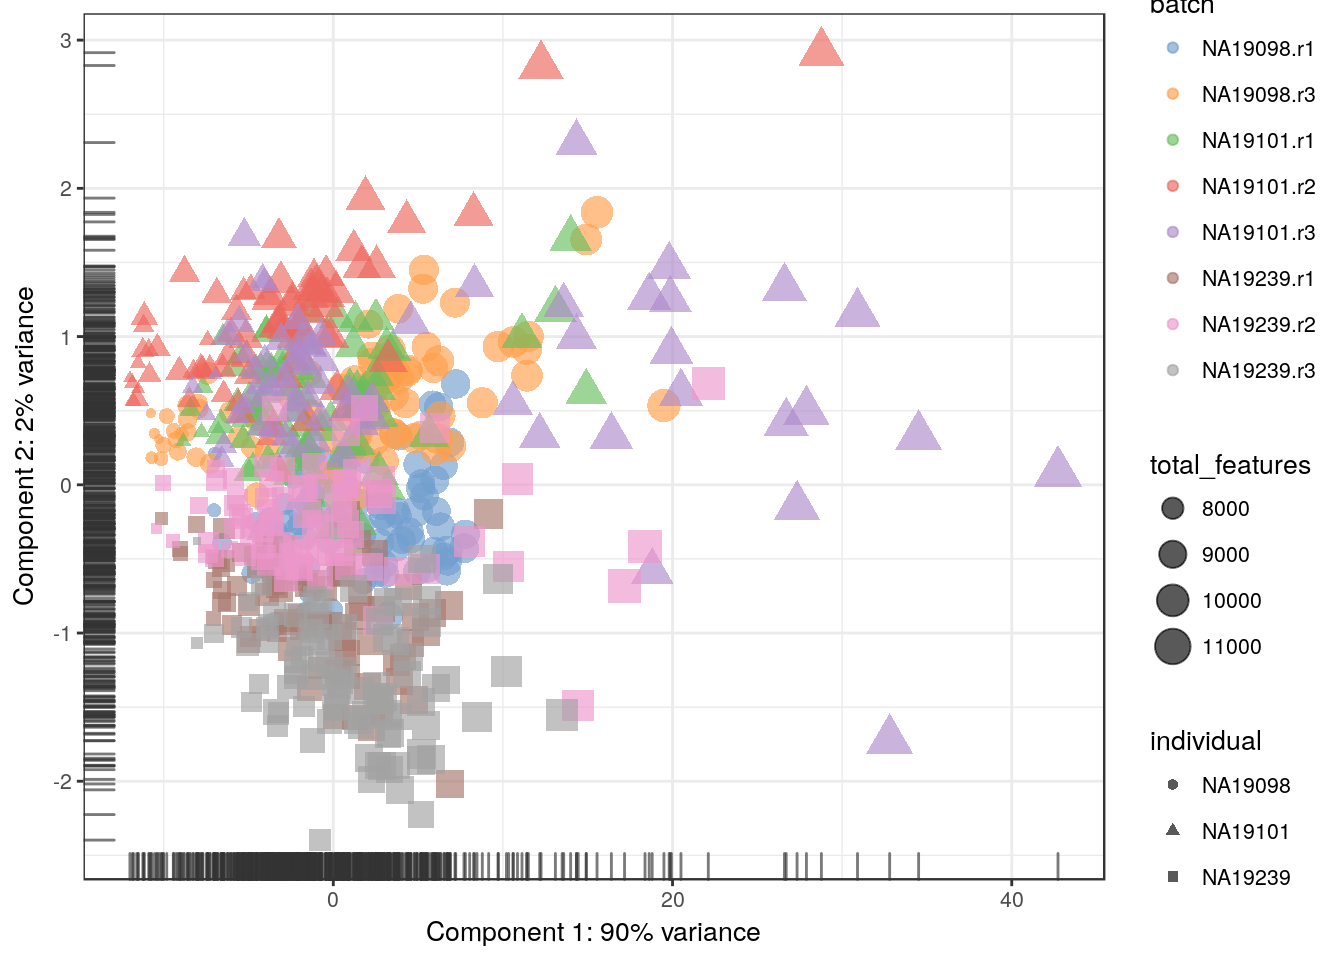 3
2
1
0
-1
-2
0
20
40
Component 1: 90% variance
Component 2: 2% variance
batch
NA19098.r1
NA19098.r3
NA19101.r1
NA19101.r2
NA19101.r3
NA19239.r1
NA19239.r2
NA19239.r3
total_features
8000
9000
10000
11000
individual
NA19098
NA19101
NA19239